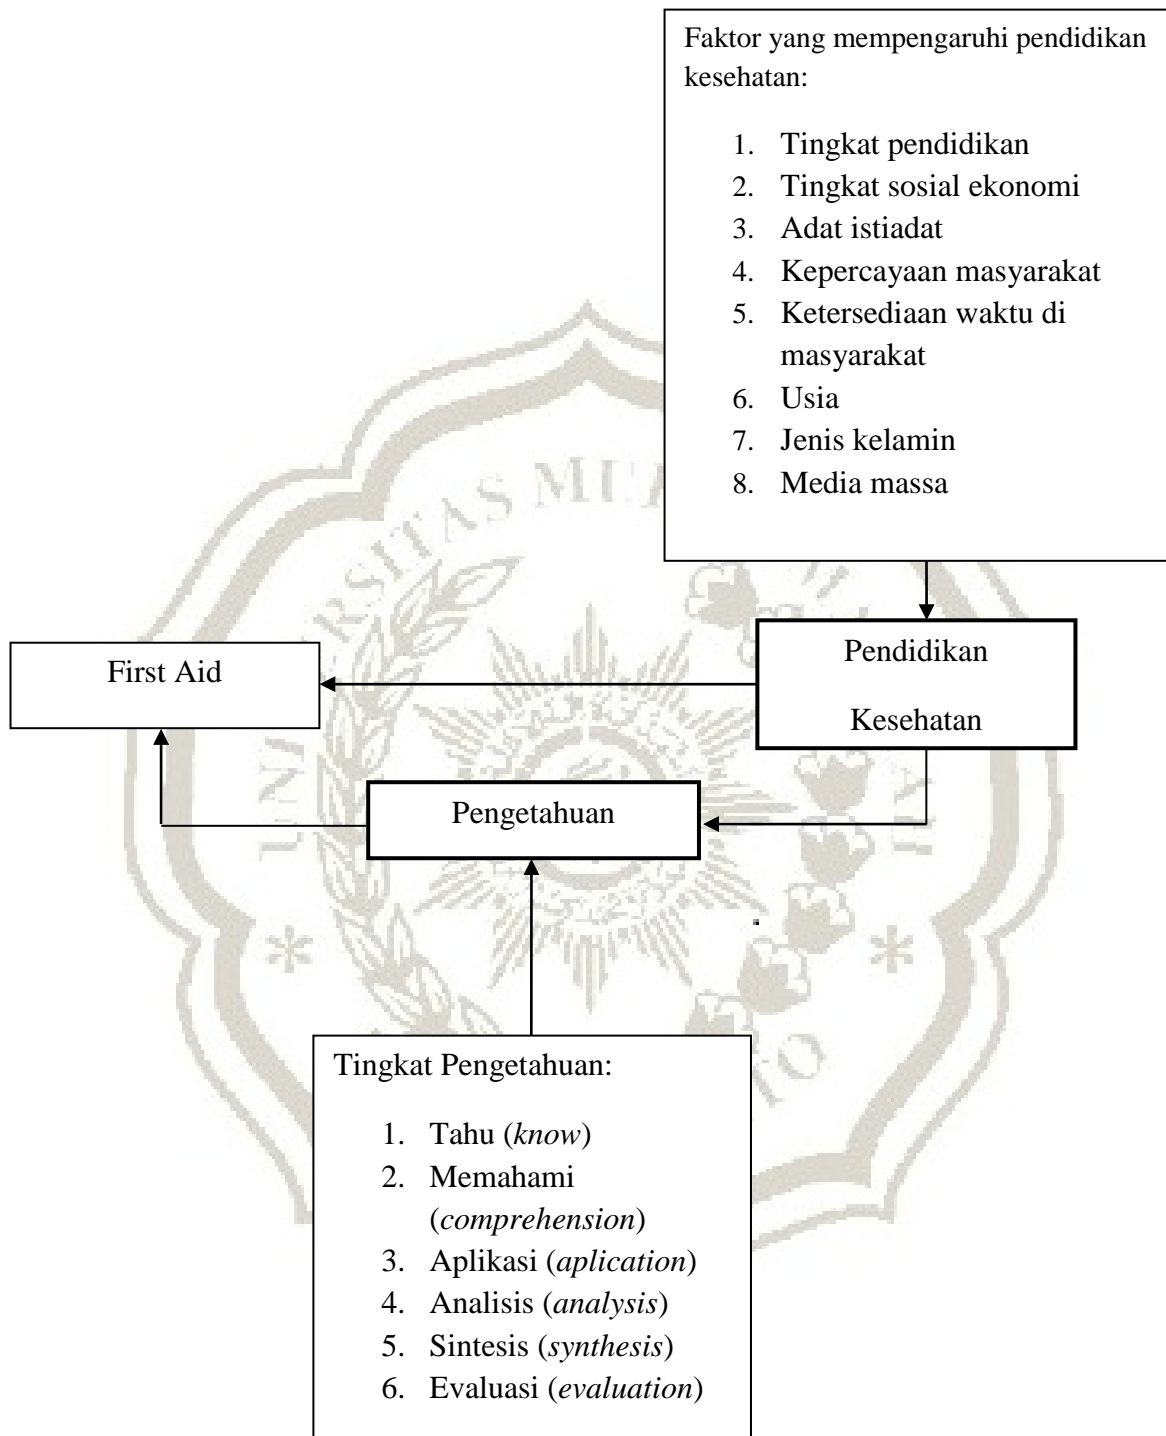 Faktor yang mempengaruhi pendidikan
kesehatan:
1. Tingkat pendidikan
2. Tingkat sosial ekonomi
3. Adat istiadat
4. Kepercayaan masyarakat
5. Ketersediaan waktu di
masyarakat
6. Usia
7. Jenis kelamin
8. Media massa
First Aid
Pendidikan
Kesehatan
Pengetahuan
Tingkat Pengetahuan:
1. Tahu (know)
2. Memahami
(comprehension)
3. Aplikasi (aplication)
4. Analisis (analysis)
5. Sintesis (synthesis)
6. Evaluasi (evaluation)